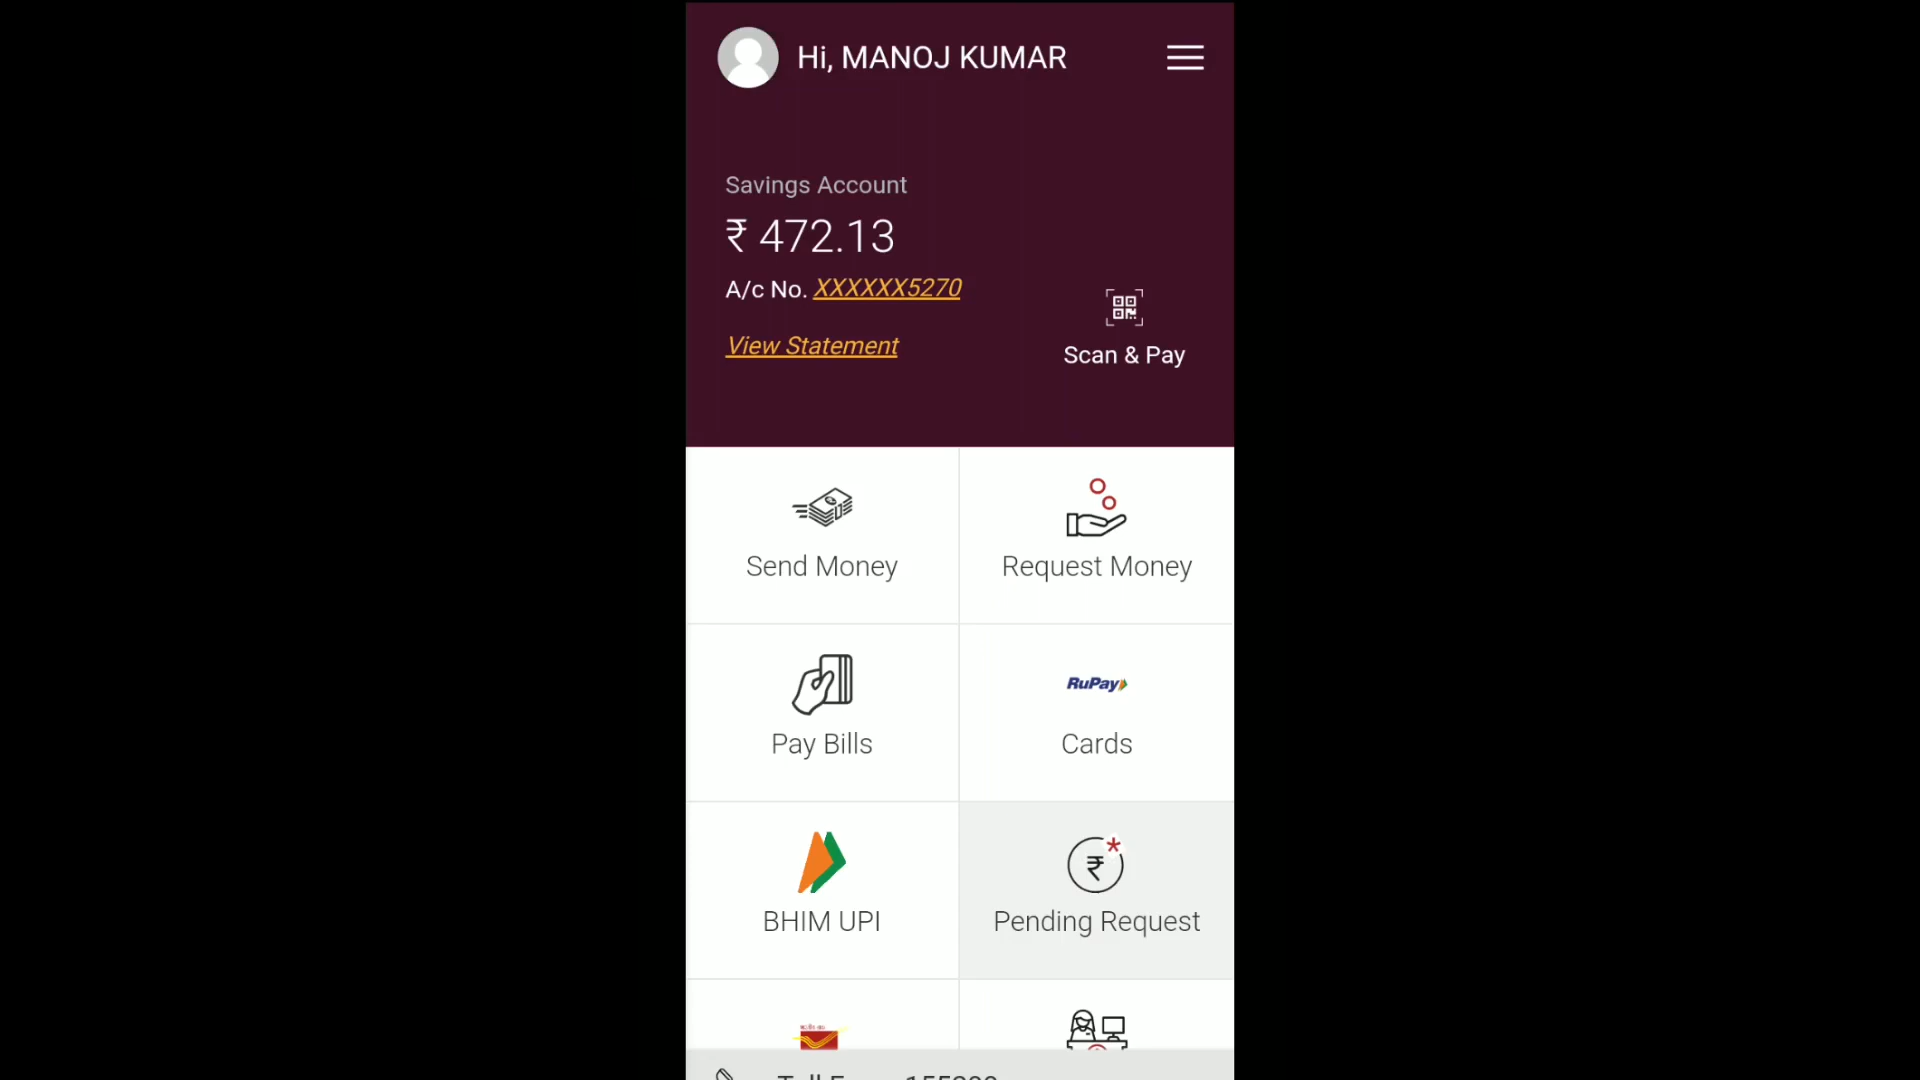 Hi, MANOJ KUMAR
Savings Account
₹ 472.13
A/c No. XXXXXX5270
View Statement
Scan & Pay
Send Money
Request Money
Pay Bills
RuPay
Cards
BHIM UPI
₹*
Pending Request